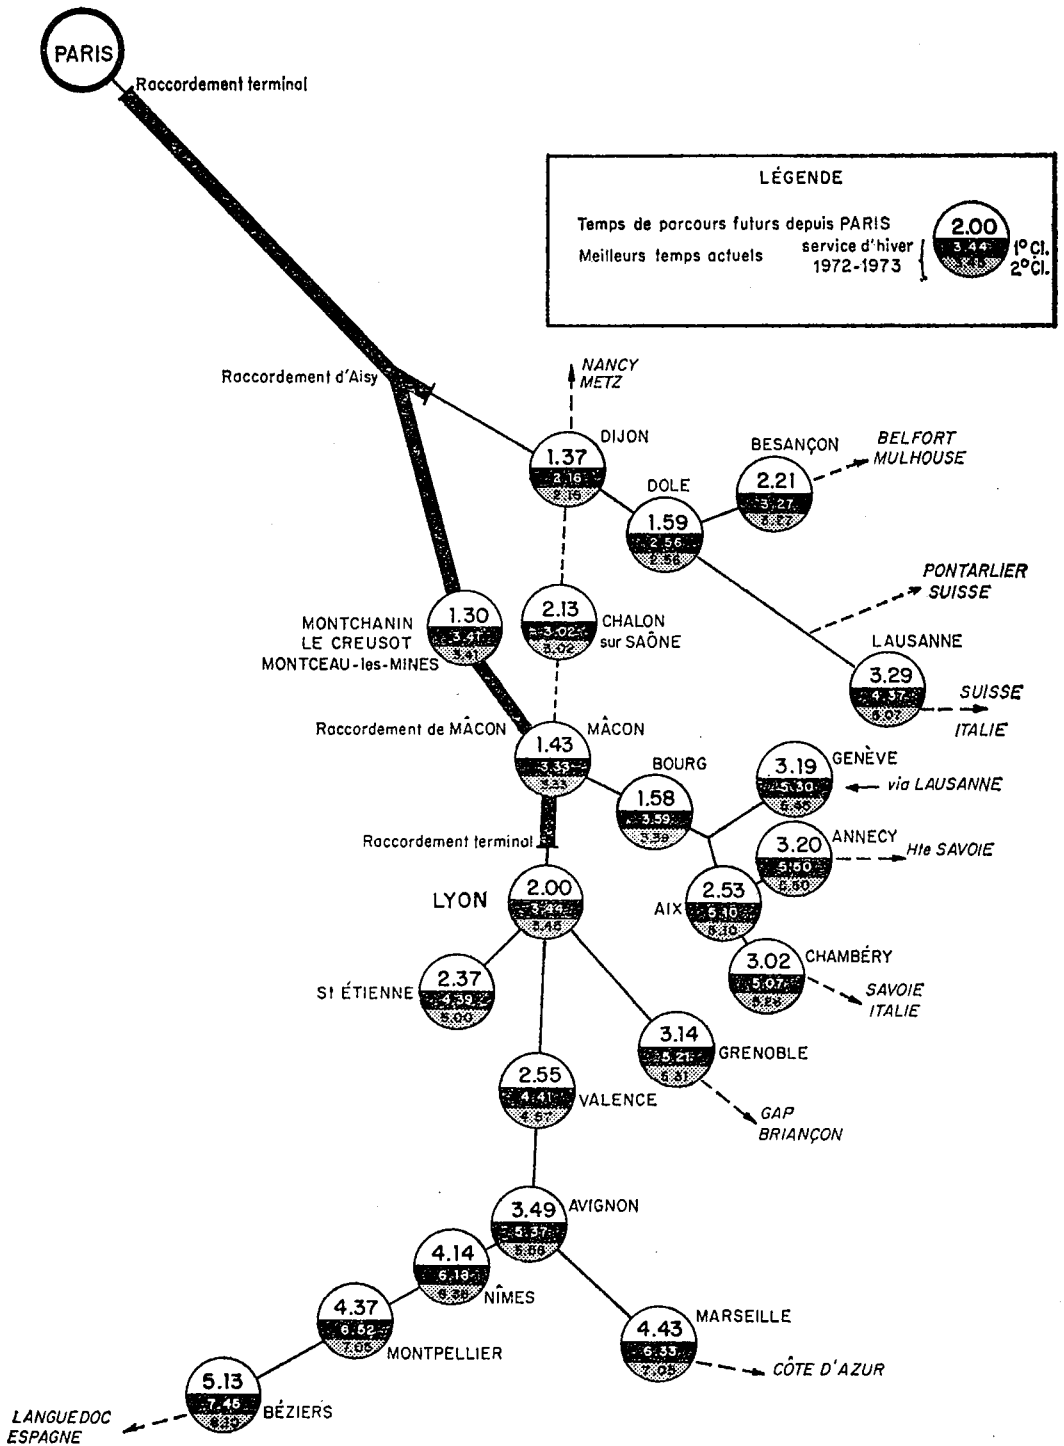 PARIS
Raccordement terminal
LÉGENDE
Temps de parcours futurs depuis PARIS
Meilleurs temps actuels
service d'hiver
1972-1973
2.00
3.44
1° Cl.
2° Cl.
Raccordement d'Aisy
NANCY
METZ
DIJON
1.37
2.16
BESANÇON
2.21
3.27
BELFORT
MULHOUSE
DOLE
1.59
2.56
2.56
PONTARLIER
SUISSE
MONTCHANIN
LE CREUSOT
MONTCEAU-les-MINES
1.30
3.41
3.41
2.13
3.02
3.02
CHALON
sur SAÔNE
LAUSANNE
3.29
4.37
5.07
SUISSE
ITALIE
Raccordement de MÂCON
MÂCON
1.43
3.33
3.33
BOURG
1.58
3.59
GENÈVE
3.19
5.30
via LAUSANNE
Raccordement terminal
ANNECY
3.20
5.50
5.50
Hte SAVOIE
LYON
2.00
3.44
3.45
AIX
2.53
CHAMBÉRY
3.02
5.07
SAVOIE
ITALIE
St ÉTIENNE
2.37
4.39
5.00
3.14
5.21
5.31
GRENOBLE
2.55
4.41
4.57
VALENCE
GAP
BRIANÇON
AVIGNON
3.49
5.37
4.14
6.18
NÎMES
4.37
6.52
7.05
MONTPELLIER
MARSEILLE
4.43
6.33
7.05
CÔTE D'AZUR
5.13
7.45
BÉZIERS
LANGUEDOC
ESPAGNE